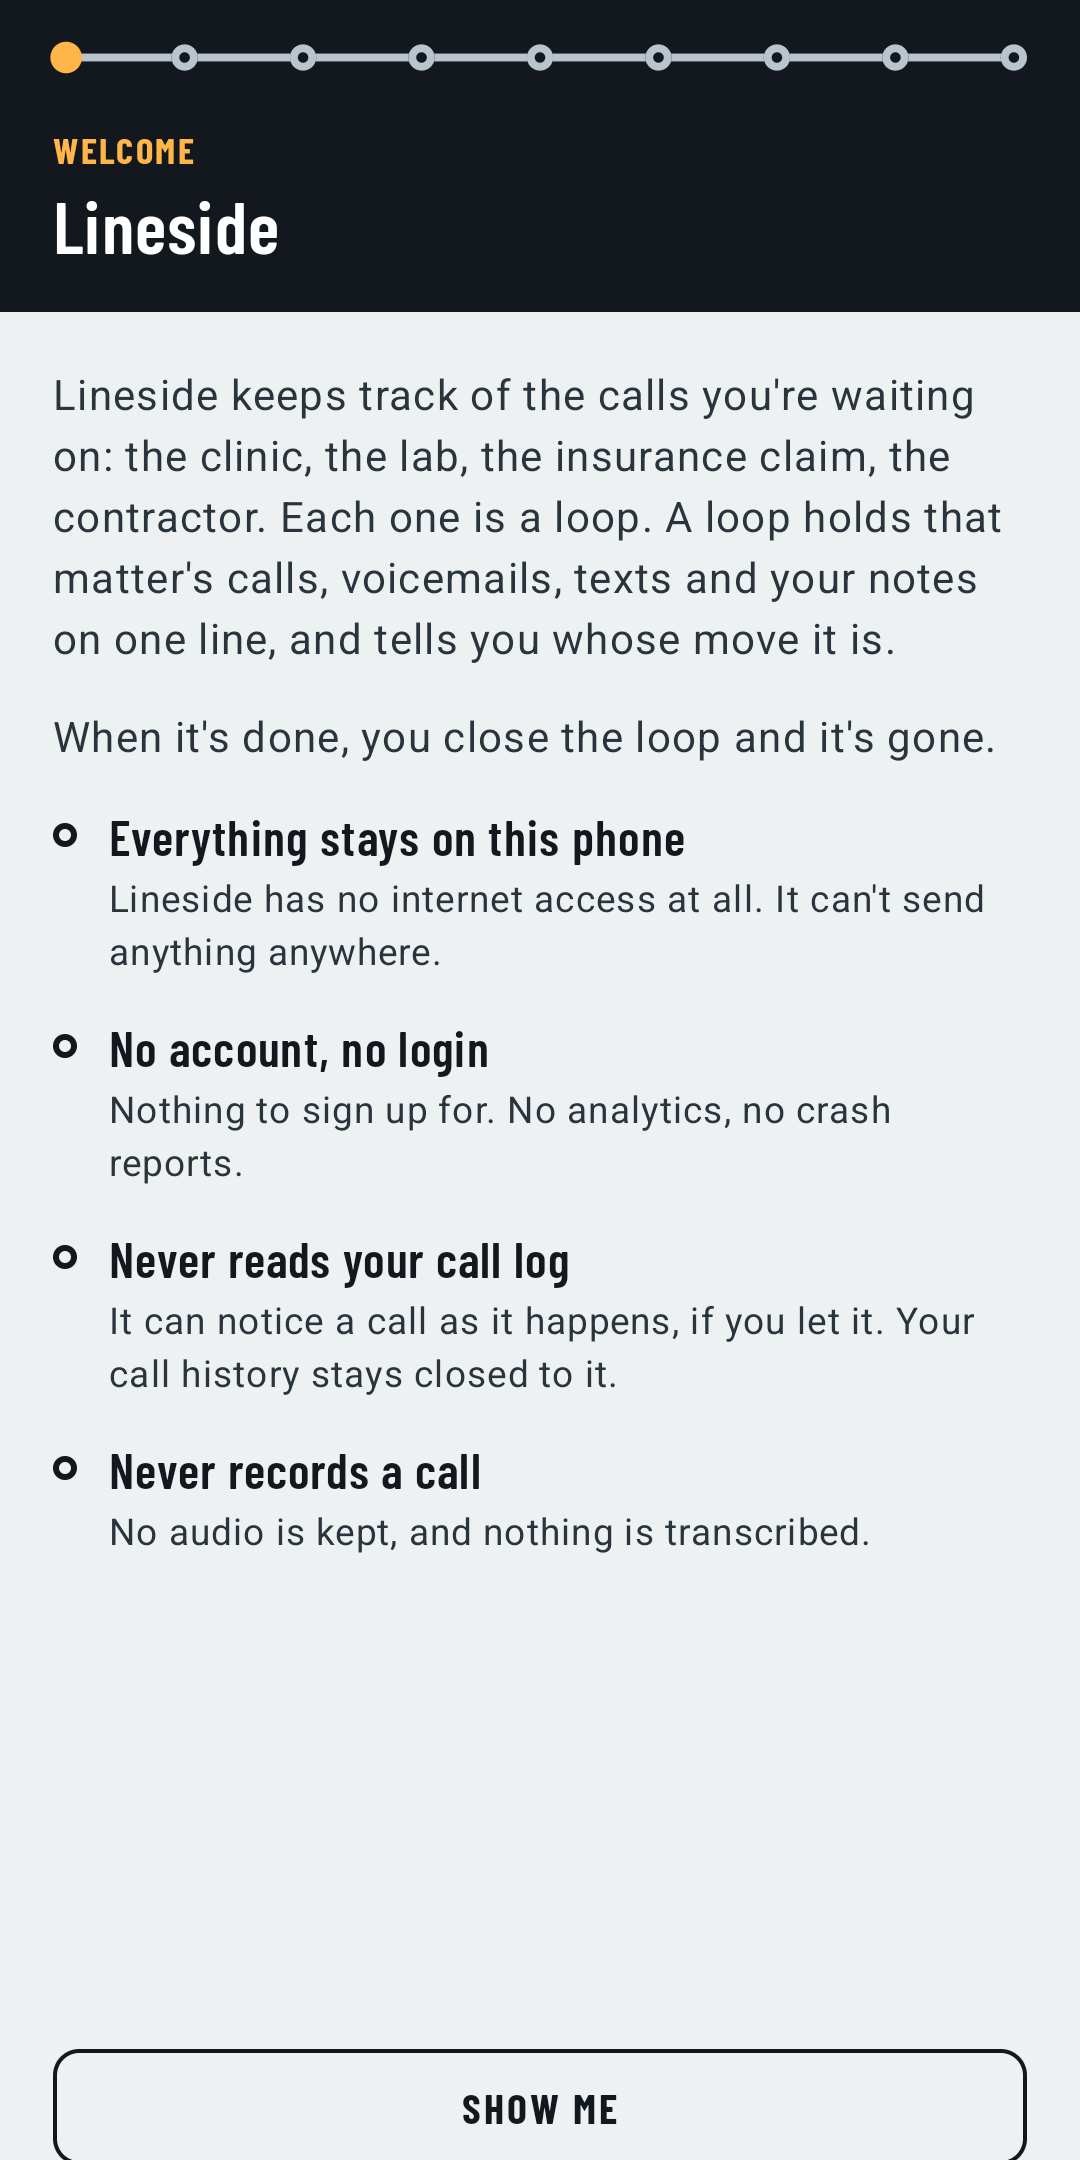 WELCOME
Lineside
Lineside keeps track of the calls you're waiting
on: the clinic, the lab, the insurance claim, the
contractor. Each one is a loop. A loop holds that
matter's calls, voicemails, texts and your notes
on one line, and tells you whose move it is.
When it's done, you close the loop and it's gone.
Everything stays on this phone
Lineside has no internet access at all. It can't send
anything anywhere.
No account, no login
Nothing to sign up for. No analytics, no crash
reports.
Never reads your call log
It can notice a call as it happens, if you let it. Your
call history stays closed to it.
Never records a call
No audio is kept, and nothing is transcribed.
SHOW ME